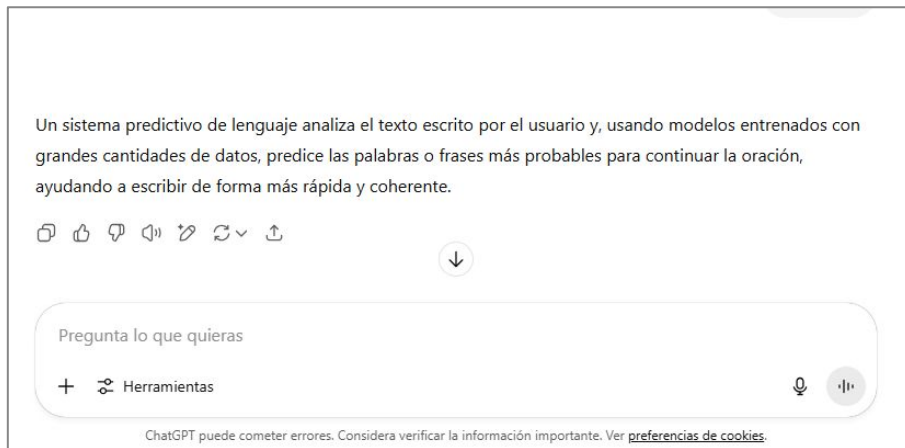 Un sistema predictivo de lenguaje analiza el texto escrito por el usuario y, usando modelos entrenados con
grandes cantidades de datos, predice las palabras o frases más probables para continuar la oración,
ayudando a escribir de forma más rápida y coherente.
Pregunta lo que quieras
Herramientas
ChatGPT puede cometer errores. Considera verificar la información importante. Ver preferencias de cookies.